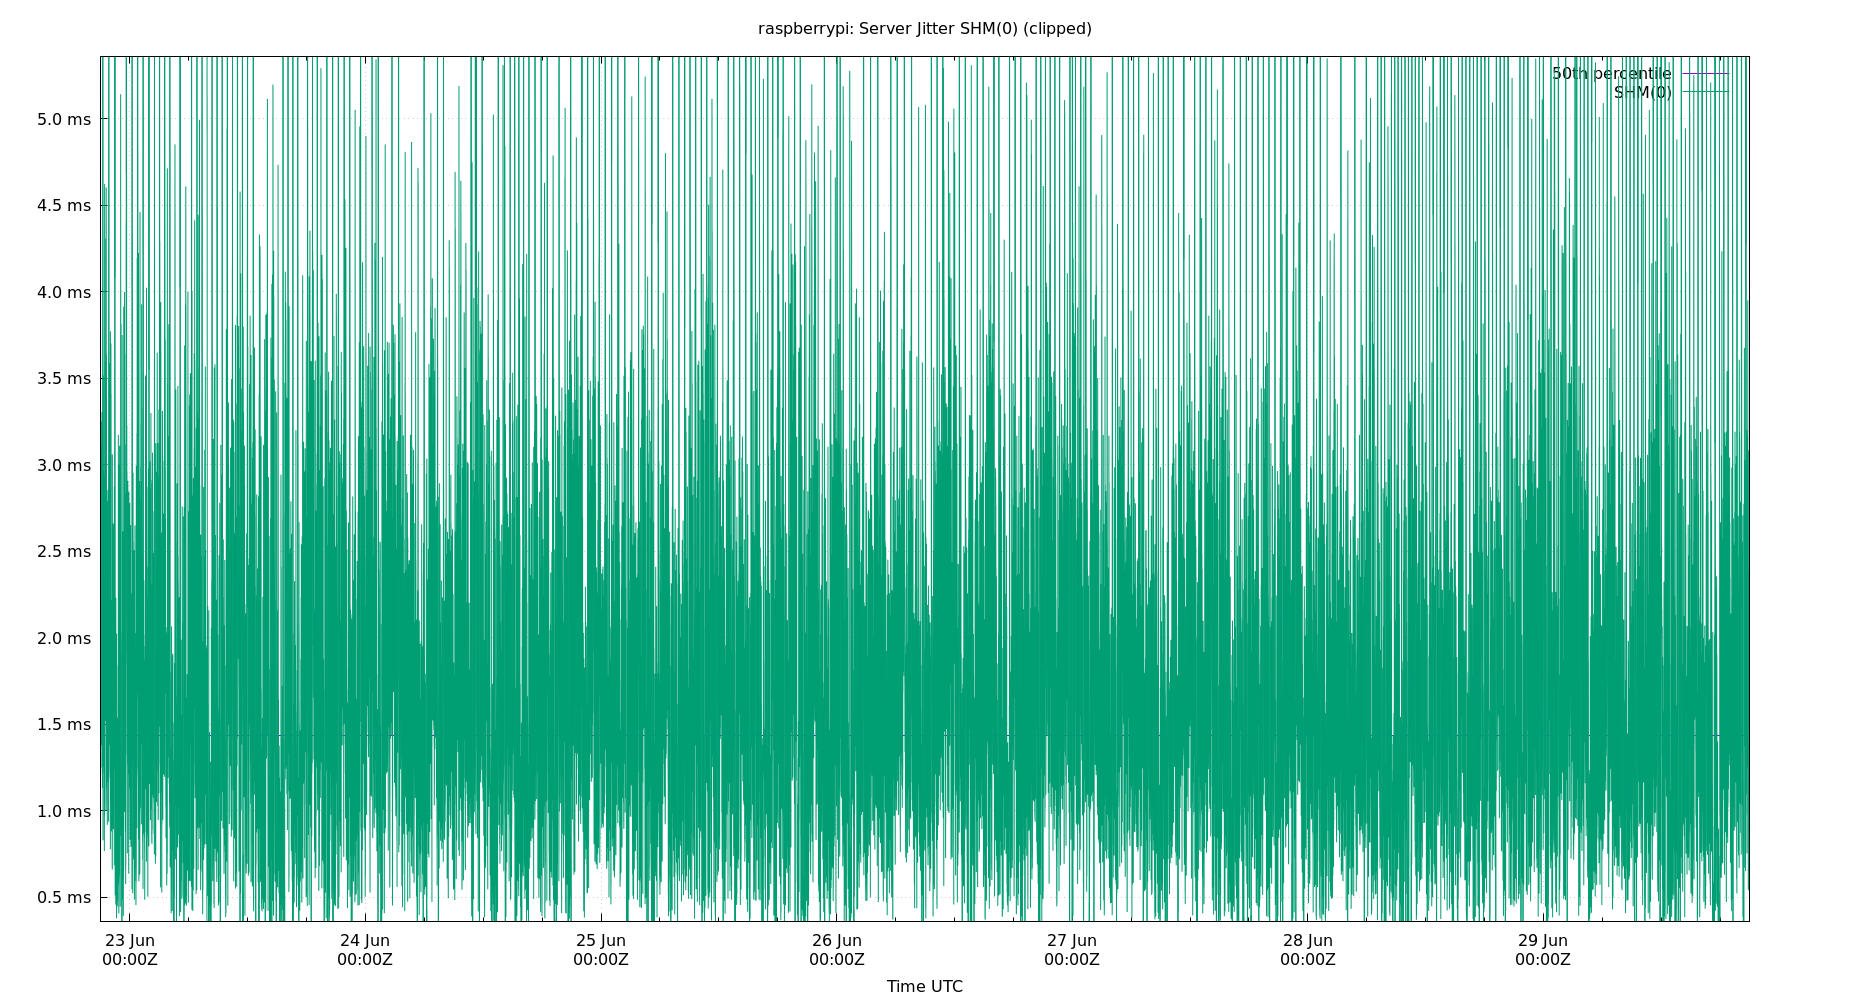 raspberrypi: Server Jitter SHM(0) (clipped)
50th percentile
SHM(0)
5.0 ms
4.5 ms
4.0 ms
3.5 ms
3.0 ms
2.5 ms
2.0 ms
1.5 ms
1.0 ms
0.5 ms
23 Jun 24 Jun 25 Jun 26 Jun 27 Jun 28 Jun 29 Jun
00:00Z 00:00Z 00:00Z 00:00Z 00:00Z 00:00Z 00:00Z
Time UTC